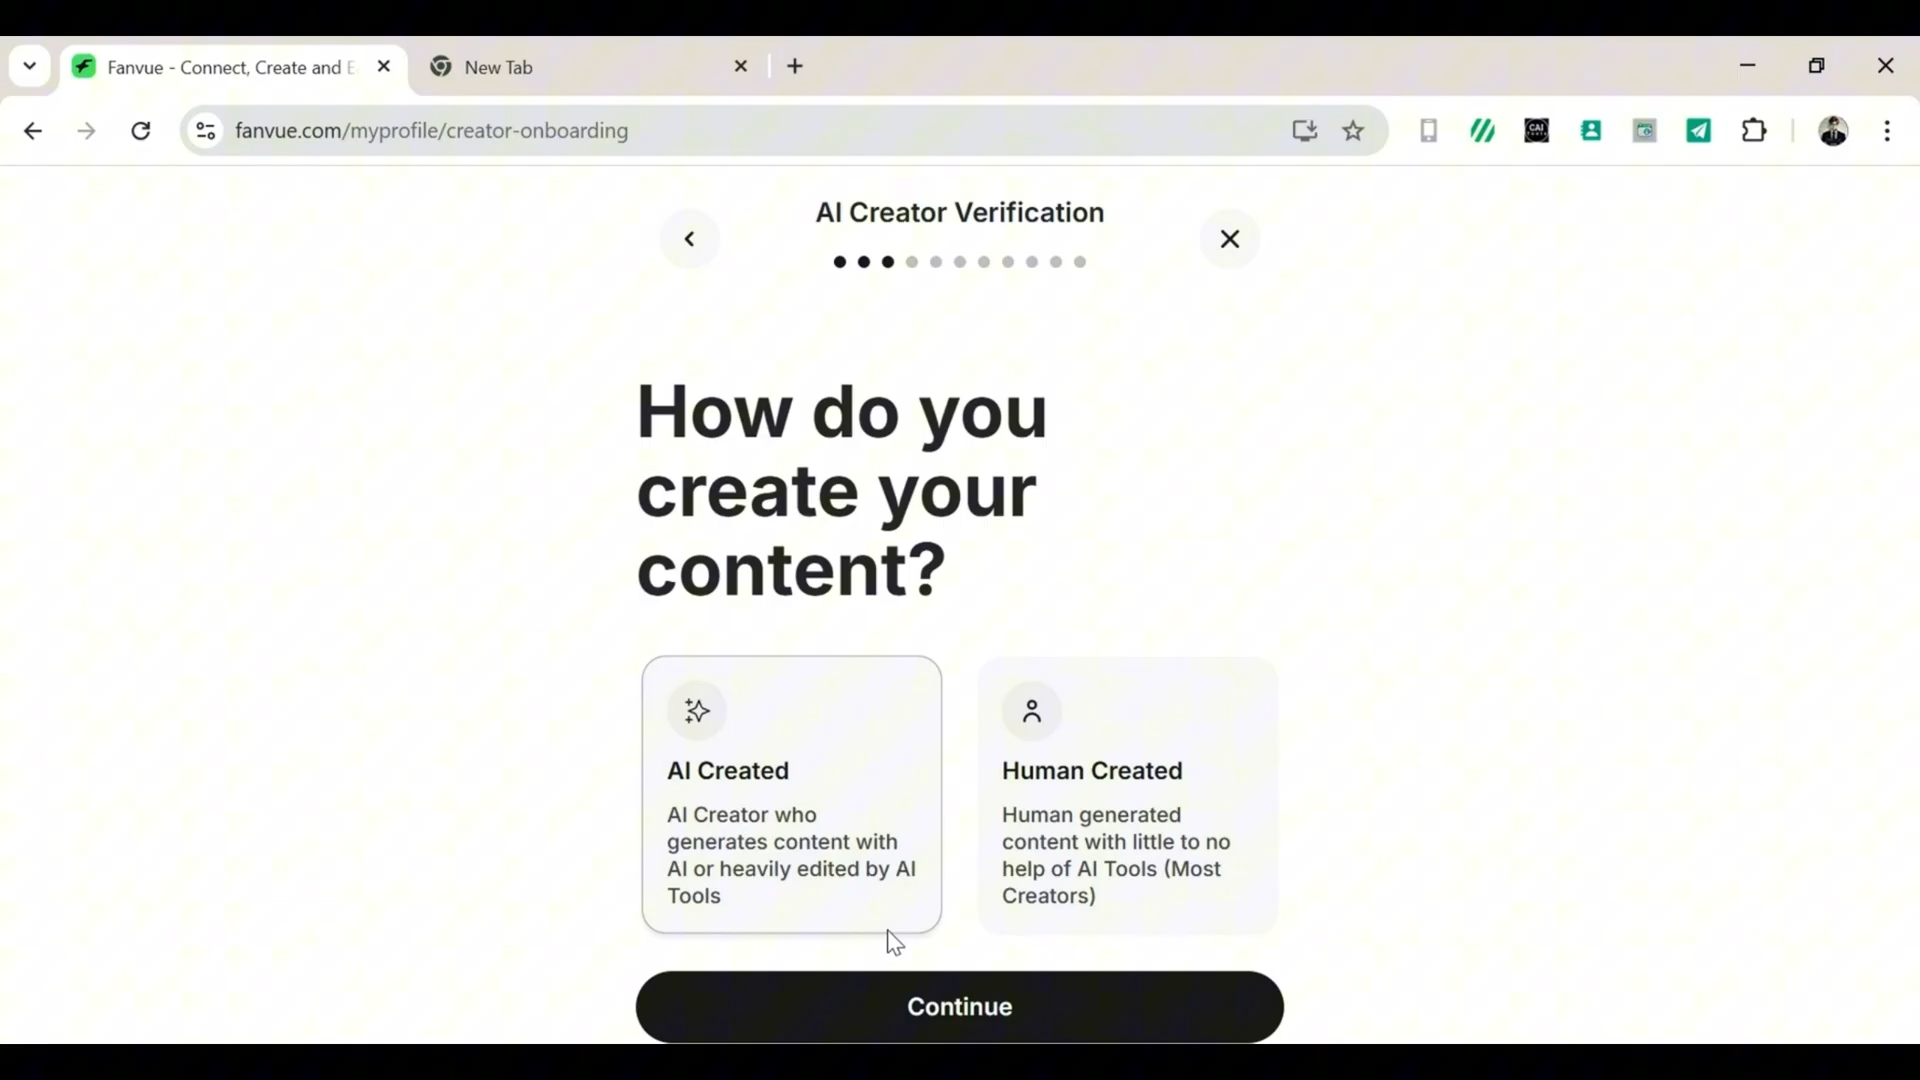 Fanvue - Connect, Create and E
New Tab
fanvue.com/myprofile/creator-onboarding
CAI
AI Creator Verification
How do you
create your
content?
AI Created
AI Creator who
generates content with
AI or heavily edited by AI
Tools
Human Created
Human generated
content with little to no
help of AI Tools (Most
Creators)
Continue